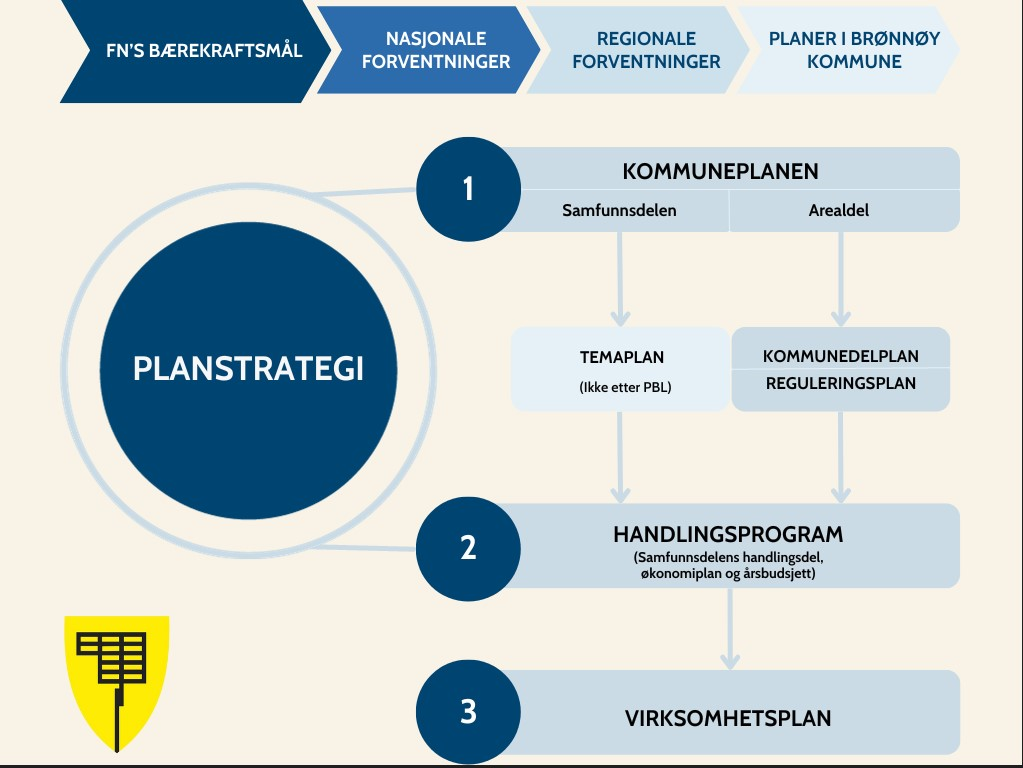 FN'S BÆREKRAFTSMÅL
NASJONALE
FORVENTNINGER
REGIONALE
FORVENTNINGER
PLANER I BRØNNØY
KOMMUNE
PLANSTRATEGI
1
KOMMUNEPLANEN
Samfunnsdelen
Arealdel
TEMAPLAN
(Ikke etter PBL)
KOMMUNEDELPLAN
REGULERINGSPLAN
2
HANDLINGSPROGRAM
(Samfunnsdelens handlingsdel,
økonomiplan og årsbudsjett)
3
VIRKSOMHETSPLAN